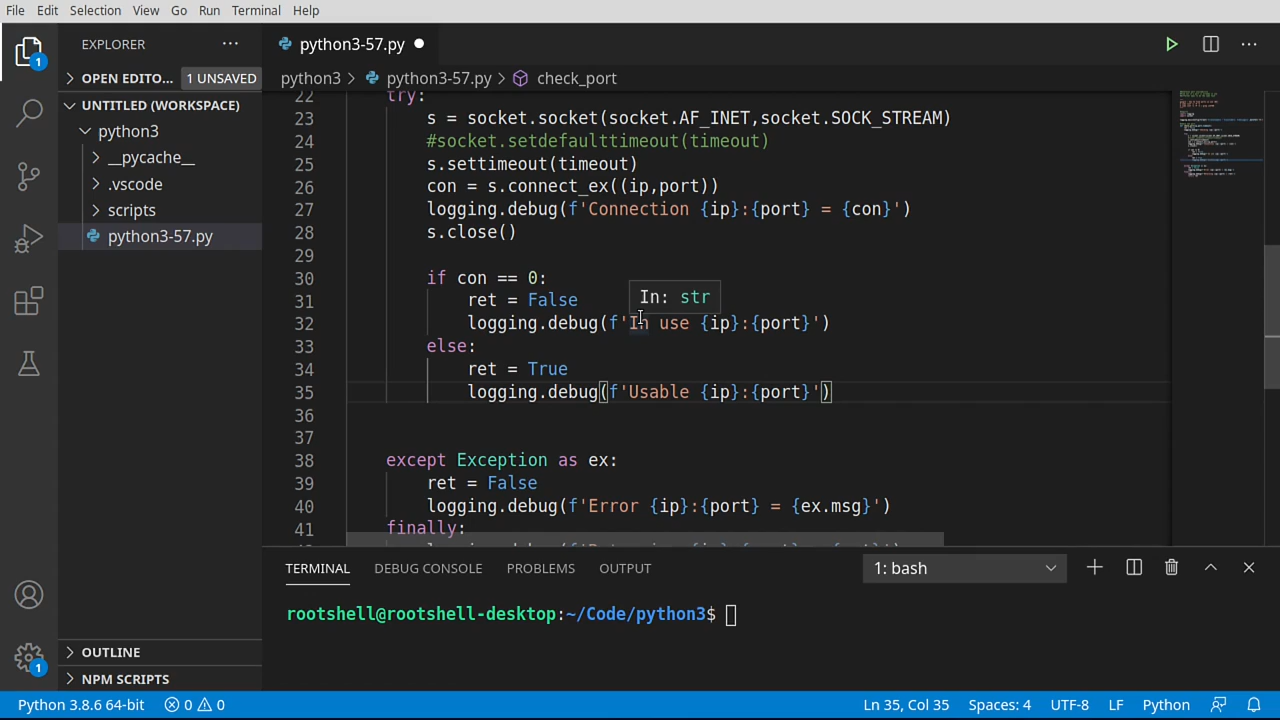 File Edit Selection View Go Run Terminal Help
EXPLORER
python3-57.py
1
OPEN EDITO... 1 UNSAVED
python3 > python3-57.py > check_port
UNTITLED (WORKSPACE)
python3
__pycache__
.vscode
scripts
python3-57.py
22 try:
23 s = socket.socket(socket.AF_INET,socket.SOCK_STREAM)
24 #socket.setdefaulttimeout(timeout)
25 s.settimeout(timeout)
26 con = s.connect_ex((ip,port))
27 logging.debug(f'Connection {ip}:{port} = {con}')
28 s.close()
29
30 if con == 0:
In: str
31 ret = False
32 logging.debug(f'In use {ip}:{port}')
33 else:
34 ret = True
35 logging.debug(f'Usable {ip}:{port}')
36
37
38 except Exception as ex:
39 ret = False
40 logging.debug(f'Error {ip}:{port} = {ex.msg}')
41 finally:
TERMINAL DEBUG CONSOLE PROBLEMS OUTPUT 1: bash
rootshell@rootshell-desktop:~/Code/python3$
OUTLINE
NPM SCRIPTS
1
Python 3.8.6 64-bit 0 0 Ln 35, Col 35 Spaces: 4 UTF-8 LF Python